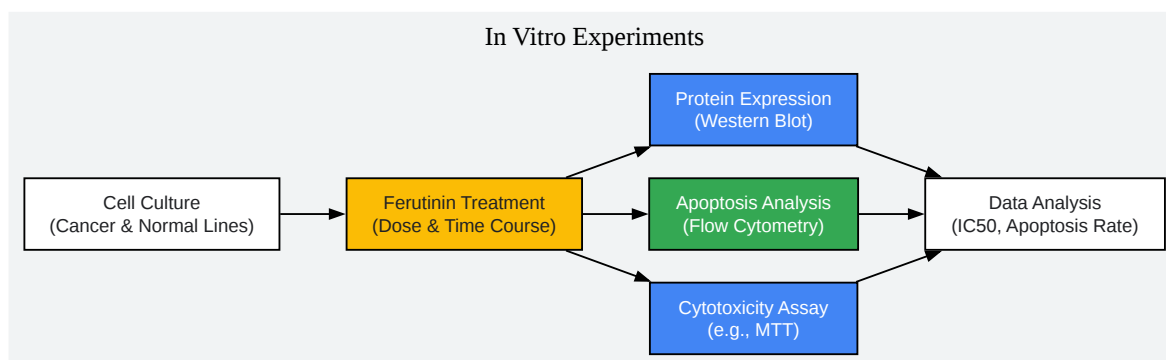 In Vitro Experiments
Protein Expression
(Western Blot)
Cell Culture
(Cancer & Normal Lines)
Ferutinin Treatment
(Dose & Time Course)
Apoptosis Analysis
(Flow Cytometry)
Data Analysis
(IC50, Apoptosis Rate)
Cytotoxicity Assay
(e.g., MTT)